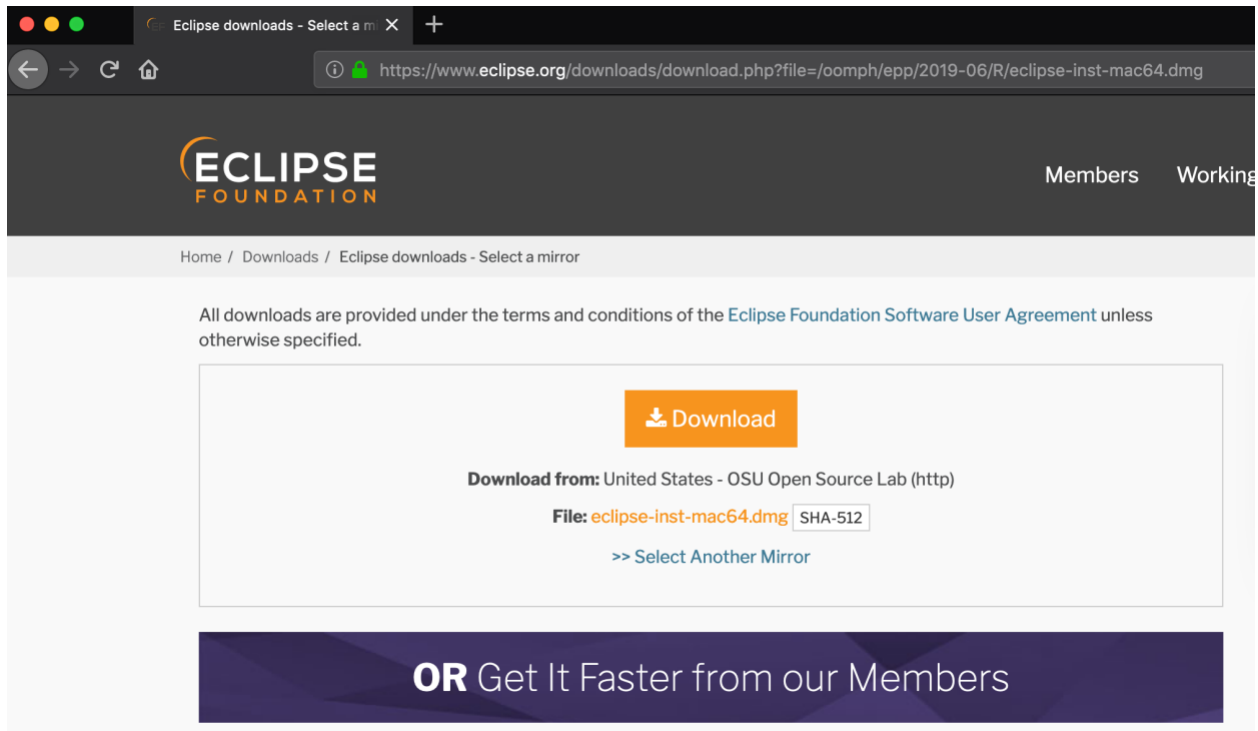 Eclipse downloads - Select a m
https://www.eclipse.org/downloads/download.php?file=/oomph/epp/2019-06/R/eclipse-inst-mac64.dmg
ECLIPSE
FOUNDATION
Members Working
Home / Downloads / Eclipse downloads - Select a mirror
All downloads are provided under the terms and conditions of the Eclipse Foundation Software User Agreement unless
otherwise specified.
Download
Download from: United States - OSU Open Source Lab (http)
File: eclipse-inst-mac64.dmg SHA-512
>> Select Another Mirror
OR Get It Faster from our Members